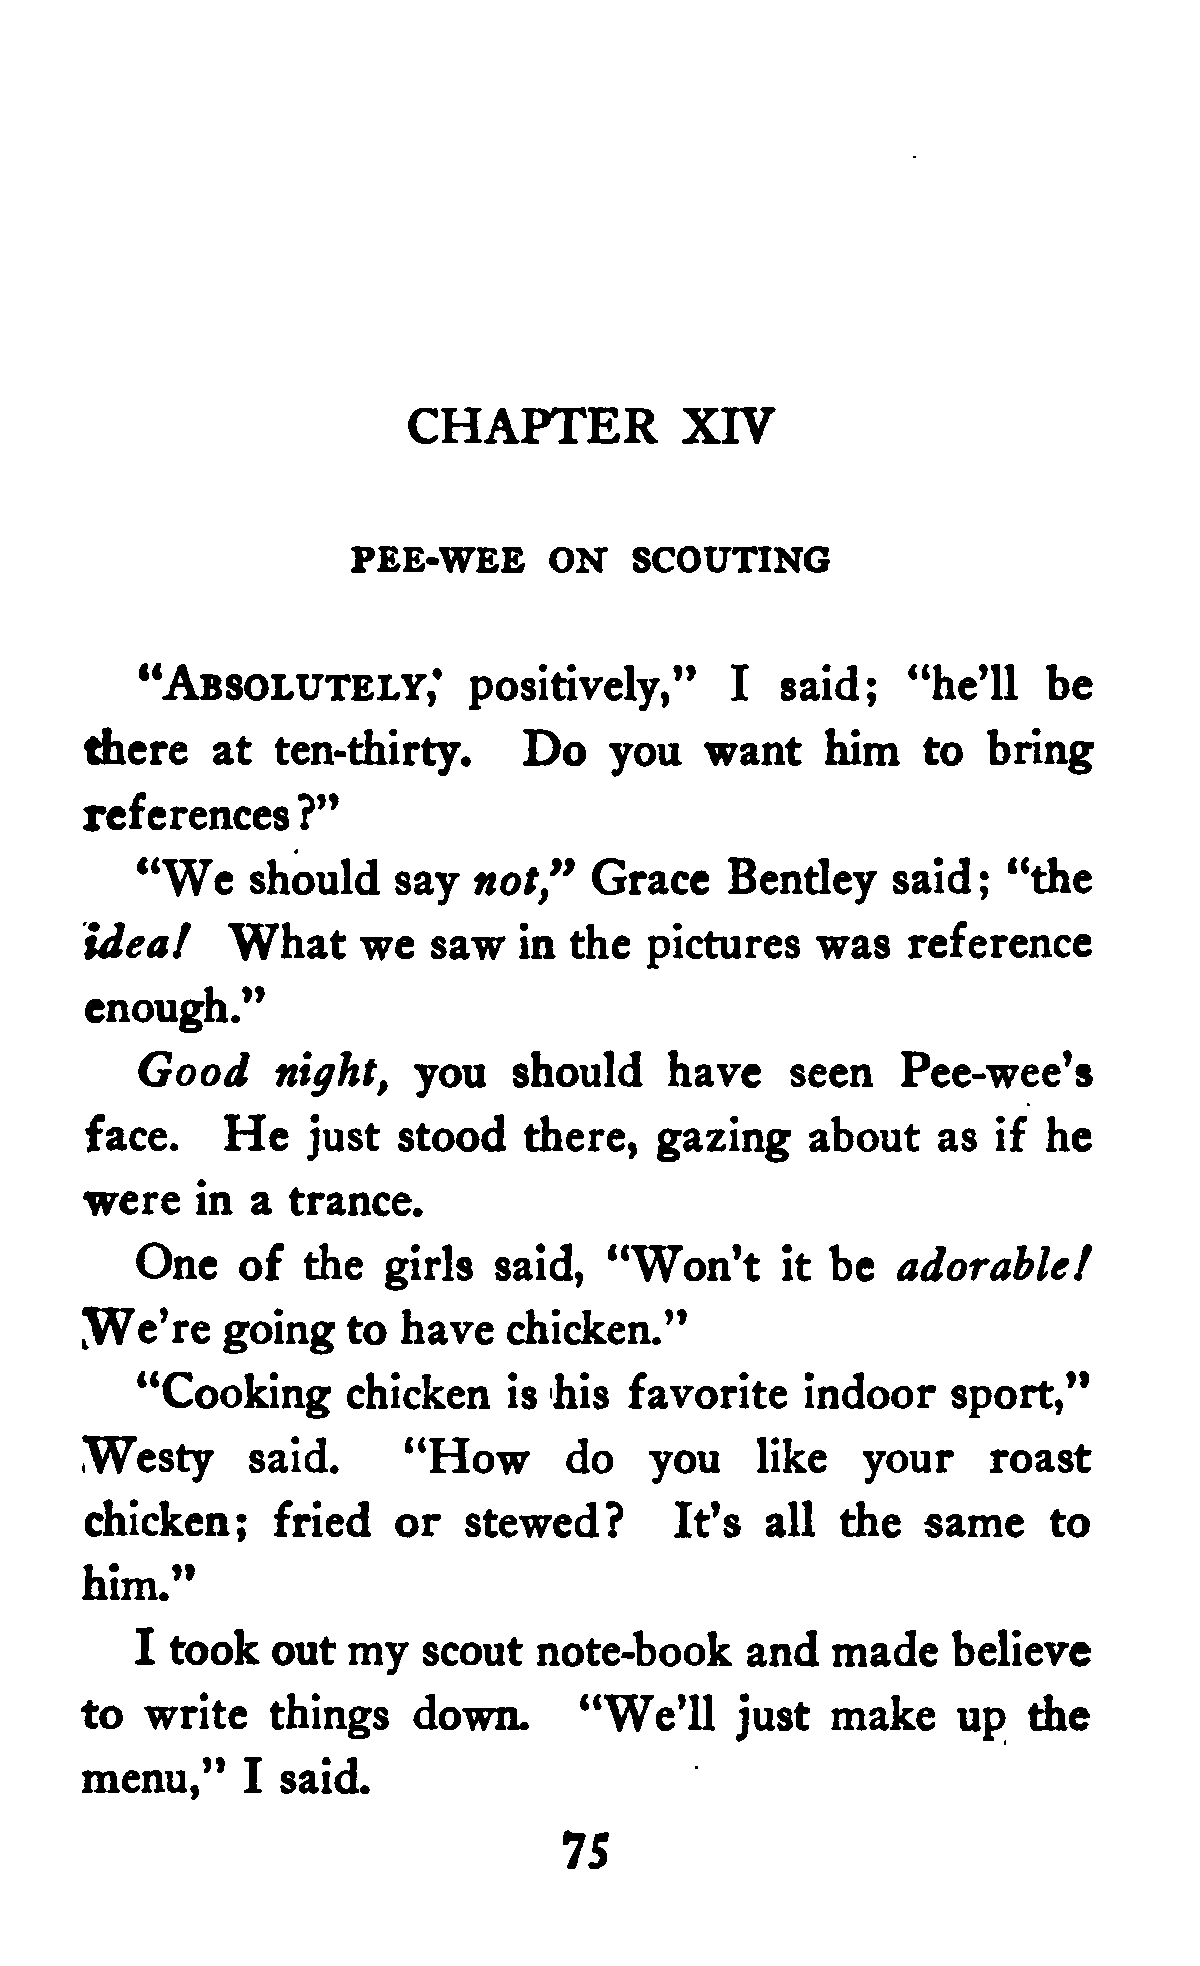 CHAPTER XIV
PEE-WEE ON SCOUTING
“ABSOLUTELY, positively,” I said; “he’ll be
there at ten-thirty. Do you want him to bring
references?”
“We should say not,” Grace Bentley said; “the
idea! What we saw in the pictures was reference
enough.”
Good night, you should have seen Pee-wee’s
face. He just stood there, gazing about as if he
were in a trance.
One of the girls said, “Won’t it be adorable!
We’re going to have chicken.”
“Cooking chicken is his favorite indoor sport,”
Westy said. “How do you like your roast
chicken; fried or stewed? It’s all the same to
him.”
I took out my scout note-book and made believe
to write things down. “We’ll just make up the
menu,” I said.
75